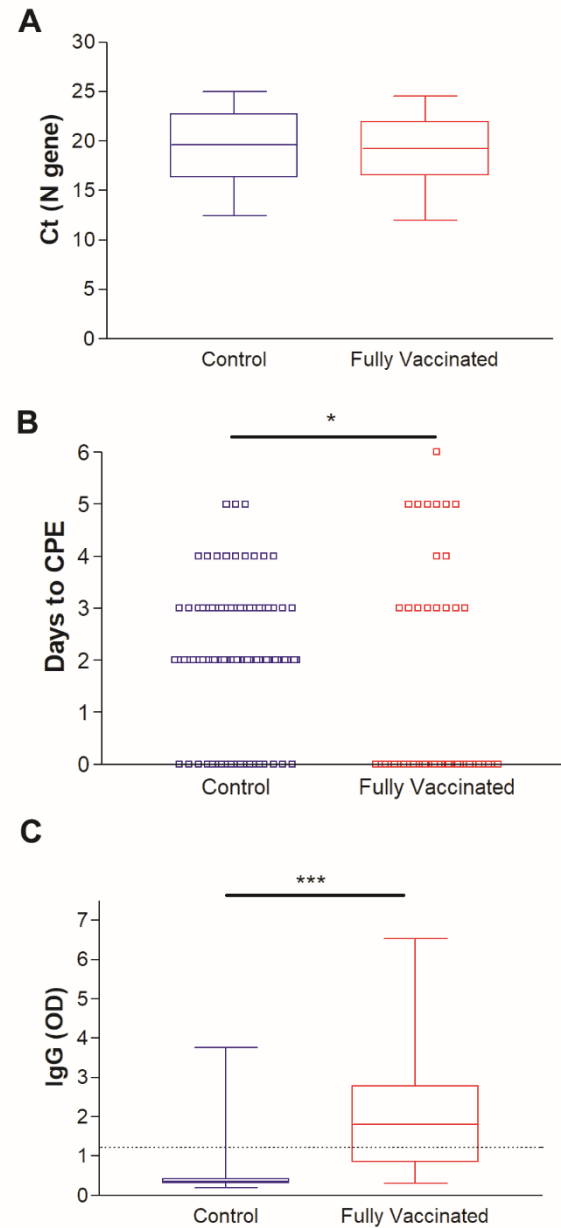 A
30
25
20
15
10
5
0
Ct (N gene)
Control Fully Vaccinated
B
*
6
5
4
3
2
1
0
Days to CPE
Control Fully Vaccinated
C
***
7
6
5
4
3
2
1
0
IgG (OD)
Control Fully Vaccinated